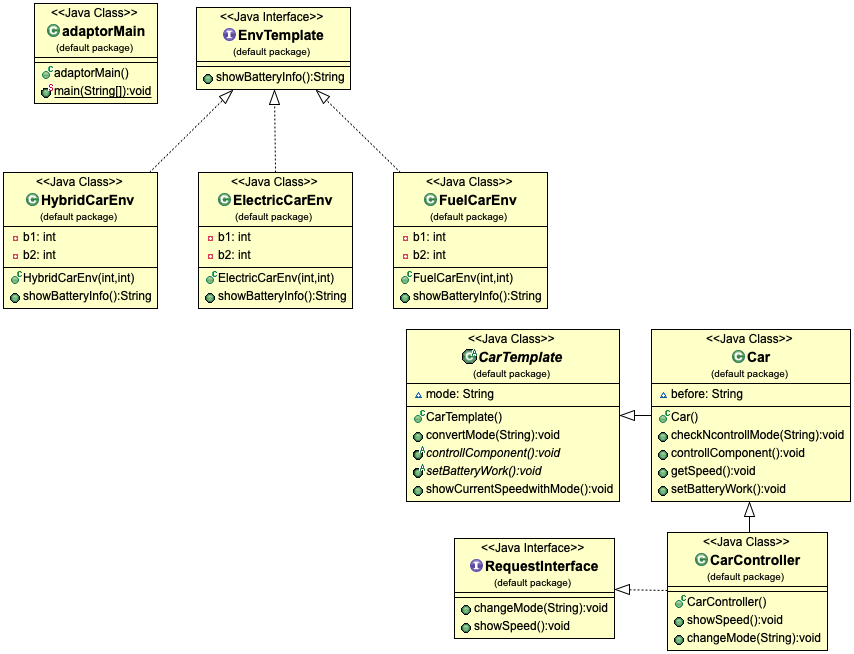 <<Java Class>>
adaptorMain
(default package)
adaptorMain()
main(String[]):void
<<Java Interface>>
EnvTemplate
(default package)
showBatteryInfo():String
<<Java Class>>
HybridCarEnv
(default package)
b1: int
b2: int
HybridCarEnv(int,int)
showBatteryInfo():String
<<Java Class>>
ElectricCarEnv
(default package)
b1: int
b2: int
ElectricCarEnv(int,int)
showBatteryInfo():String
<<Java Class>>
FuelCarEnv
(default package)
b1: int
b2: int
FuelCarEnv(int,int)
showBatteryInfo():String
<<Java Class>>
CarTemplate
(default package)
mode: String
CarTemplate()
convertMode(String):void
controllComponent():void
setBatteryWork():void
showCurrentSpeedwithMode():void
<<Java Class>>
Car
(default package)
before: String
Car()
checkNcontrollMode(String):void
controllComponent():void
getSpeed():void
setBatteryWork():void
<<Java Interface>>
RequestInterface
(default package)
changeMode(String):void
showSpeed():void
<<Java Class>>
CarController
(default package)
CarController()
showSpeed():void
changeMode(String):void